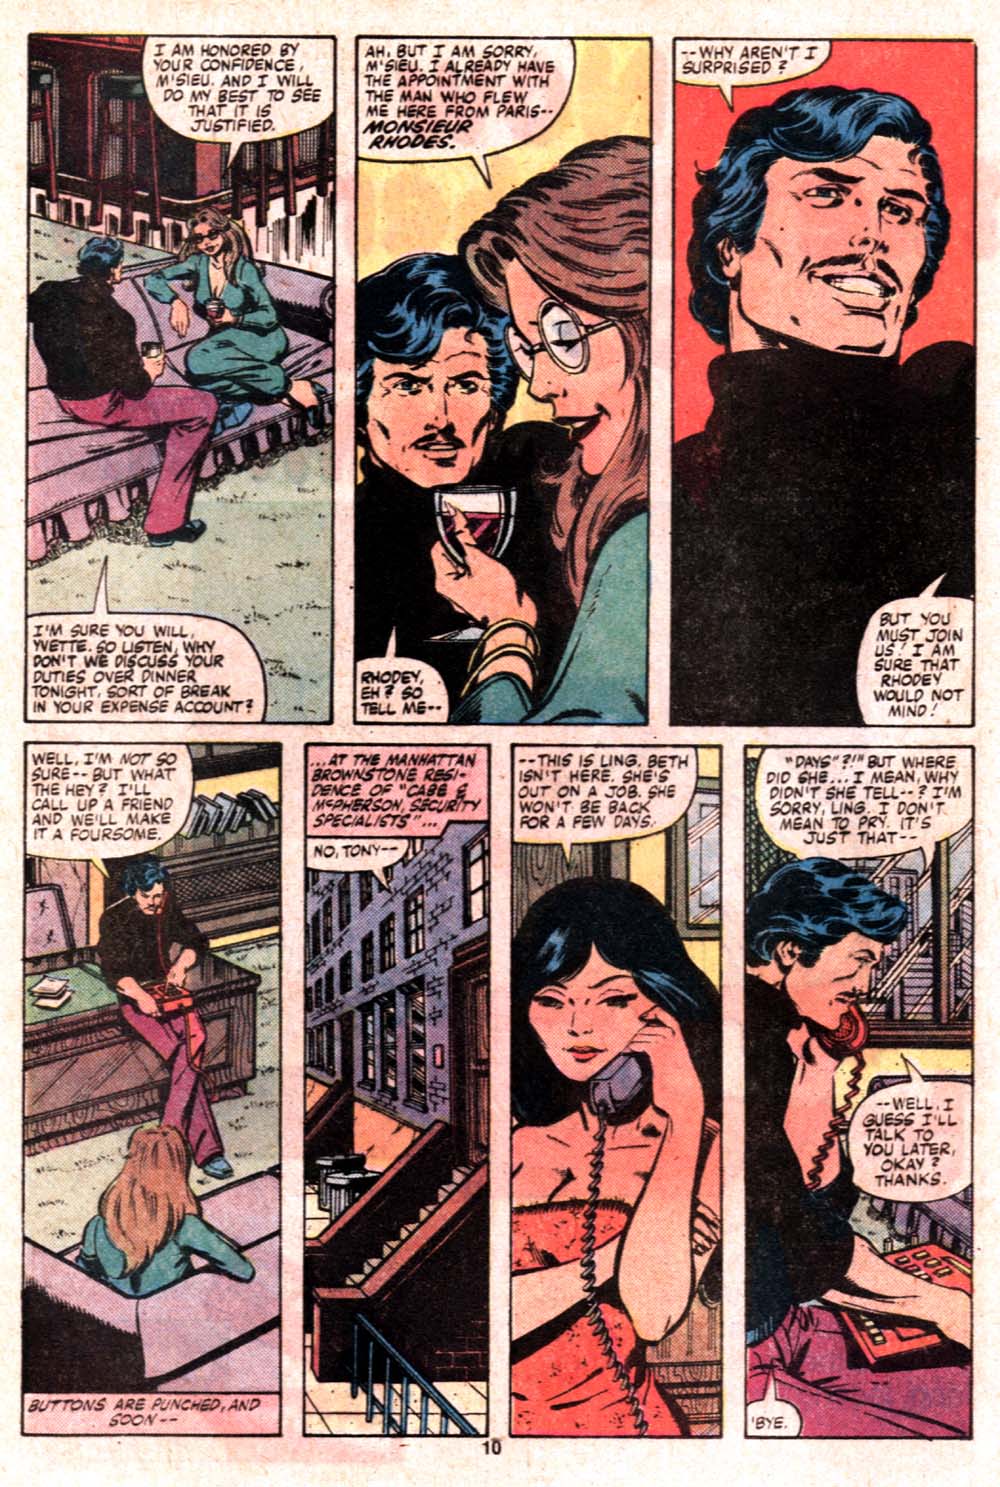 I AM HONORED BY
YOUR CONFIDENCE,
M'SIEU. AND I WILL
DO MY BEST TO SEE
THAT IT IS
JUSTIFIED.
I'M SURE YOU WILL,
YVETTE. SO LISTEN, WHY
DON'T WE DISCUSS YOUR
DUTIES OVER DINNER
TONIGHT, SORT OF BREAK
IN YOUR EXPENSE ACCOUNT?
AH, BUT I AM SORRY,
M'SIEU. I ALREADY HAVE
THE APPOINTMENT WITH
THE MAN WHO FLEW
ME HERE FROM PARIS--
MONSIEUR
RHODES.
RHODEY,
EH? SO
TELL ME--
--WHY AREN'T I
SURPRISED?
BUT YOU
MUST JOIN
US! I AM
SURE THAT
RHODEY
WOULD NOT
MIND!
WELL, I'M NOT SO
SURE-- BUT WHAT
THE HEY? I'LL
CALL UP A FRIEND
AND WE'LL MAKE
IT A FOURSOME.
BUTTONS ARE PUNCHED, AND
SOON--
...AT THE MANHATTAN
BROWNSTONE RESI-
DENCE OF "CABE &
McPHERSON, SECURITY
SPECIALISTS"...
NO, TONY--
--THIS IS LING. BETH
ISN'T HERE. SHE'S
OUT ON A JOB. SHE
WON'T BE BACK
FOR A FEW DAYS.
"DAYS"?!" BUT WHERE
DID SHE... I MEAN, WHY
DIDN'T SHE TELL--? I'M
SORRY, LING. I DON'T
MEAN TO PRY. IT'S
JUST THAT--
--WELL, I
GUESS I'LL
TALK TO
YOU LATER,
OKAY?
THANKS.
'BYE.
10